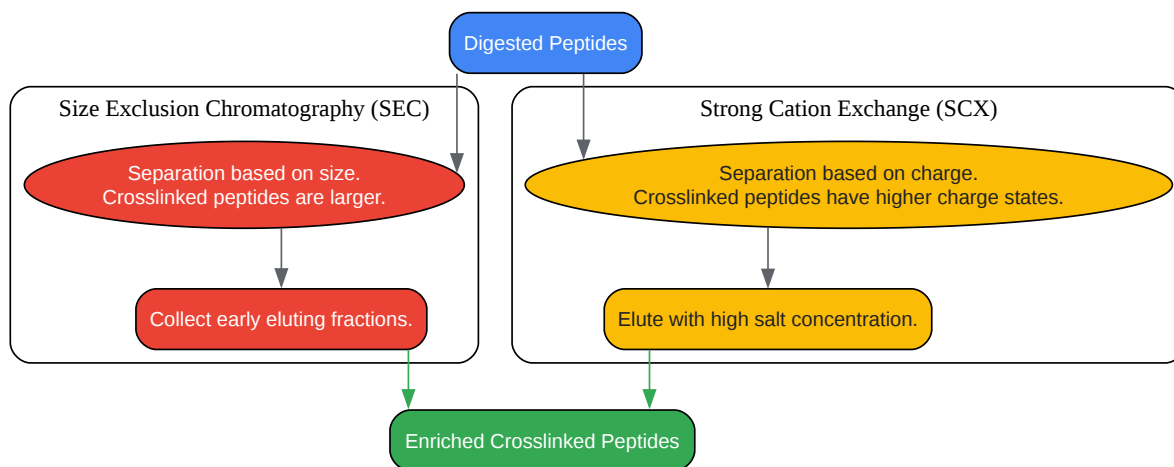 Digested Peptides
Size Exclusion Chromatography (SEC)
Separation based on size.
Crosslinked peptides are larger.
Collect early eluting fractions.
Strong Cation Exchange (SCX)
Separation based on charge.
Crosslinked peptides have higher charge states.
Elute with high salt concentration.
Enriched Crosslinked Peptides